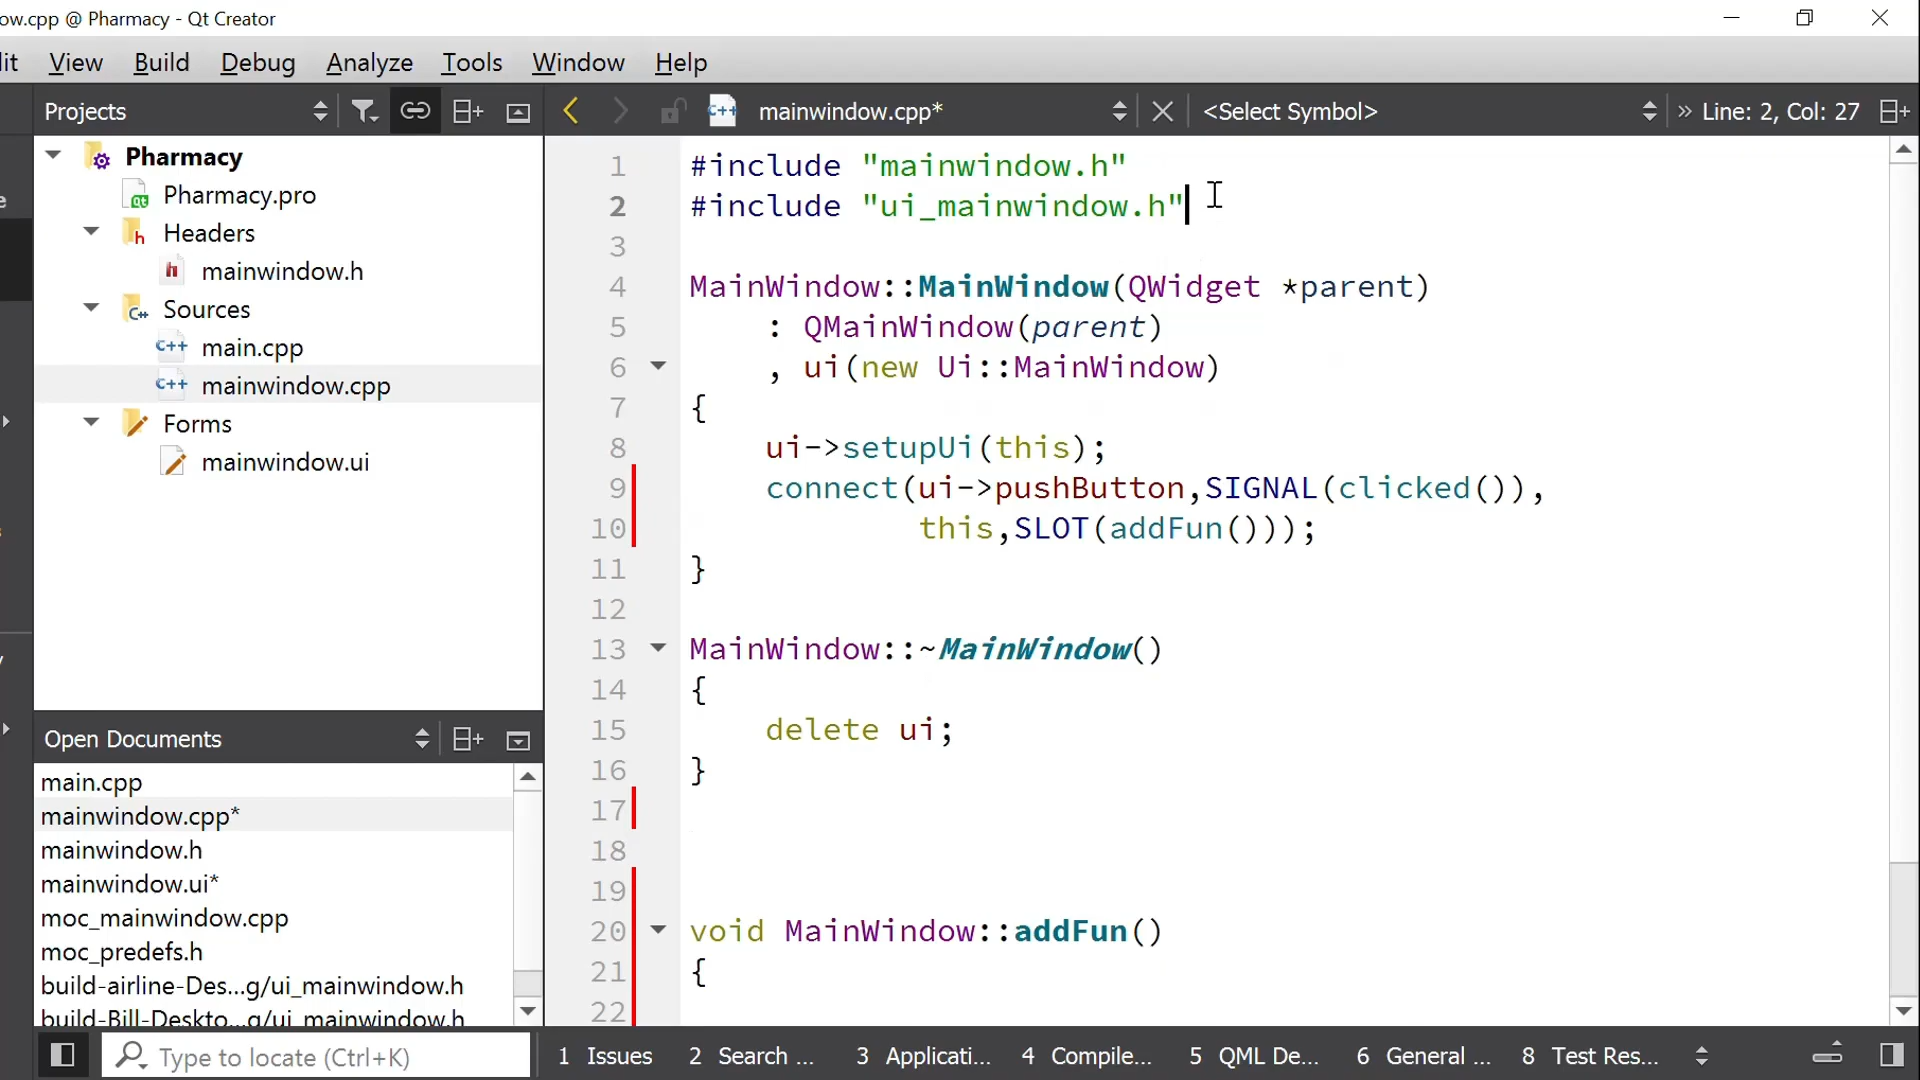 ow.cpp @ Pharmacy - Qt Creator
it View Build Debug Analyze Tools Window Help
Projects
mainwindow.cpp* <Select Symbol> » Line: 2, Col: 27
Pharmacy
Pharmacy.pro
Headers
mainwindow.h
Sources
main.cpp
mainwindow.cpp
Forms
mainwindow.ui
Open Documents
main.cpp
mainwindow.cpp*
mainwindow.h
mainwindow.ui*
moc_mainwindow.cpp
moc_predefs.h
build-airline-Des...g/ui_mainwindow.h
build-Bill-Deskto...g/ui_mainwindow.h
1 #include "mainwindow.h"
2 #include "ui_mainwindow.h"
3
4 MainWindow::MainWindow(QWidget *parent)
5 : QMainWindow(parent)
6 , ui(new Ui::MainWindow)
7 {
8 ui->setupUi(this);
9 connect(ui->pushButton,SIGNAL(clicked()),
10 this,SLOT(addFun()));
11 }
12
13 MainWindow::~MainWindow()
14 {
15 delete ui;
16 }
17
18
19
20 void MainWindow::addFun()
21 {
22
Type to locate (Ctrl+K)
1 Issues 2 Search ... 3 Applicati... 4 Compile... 5 QML De... 6 General ... 8 Test Res...